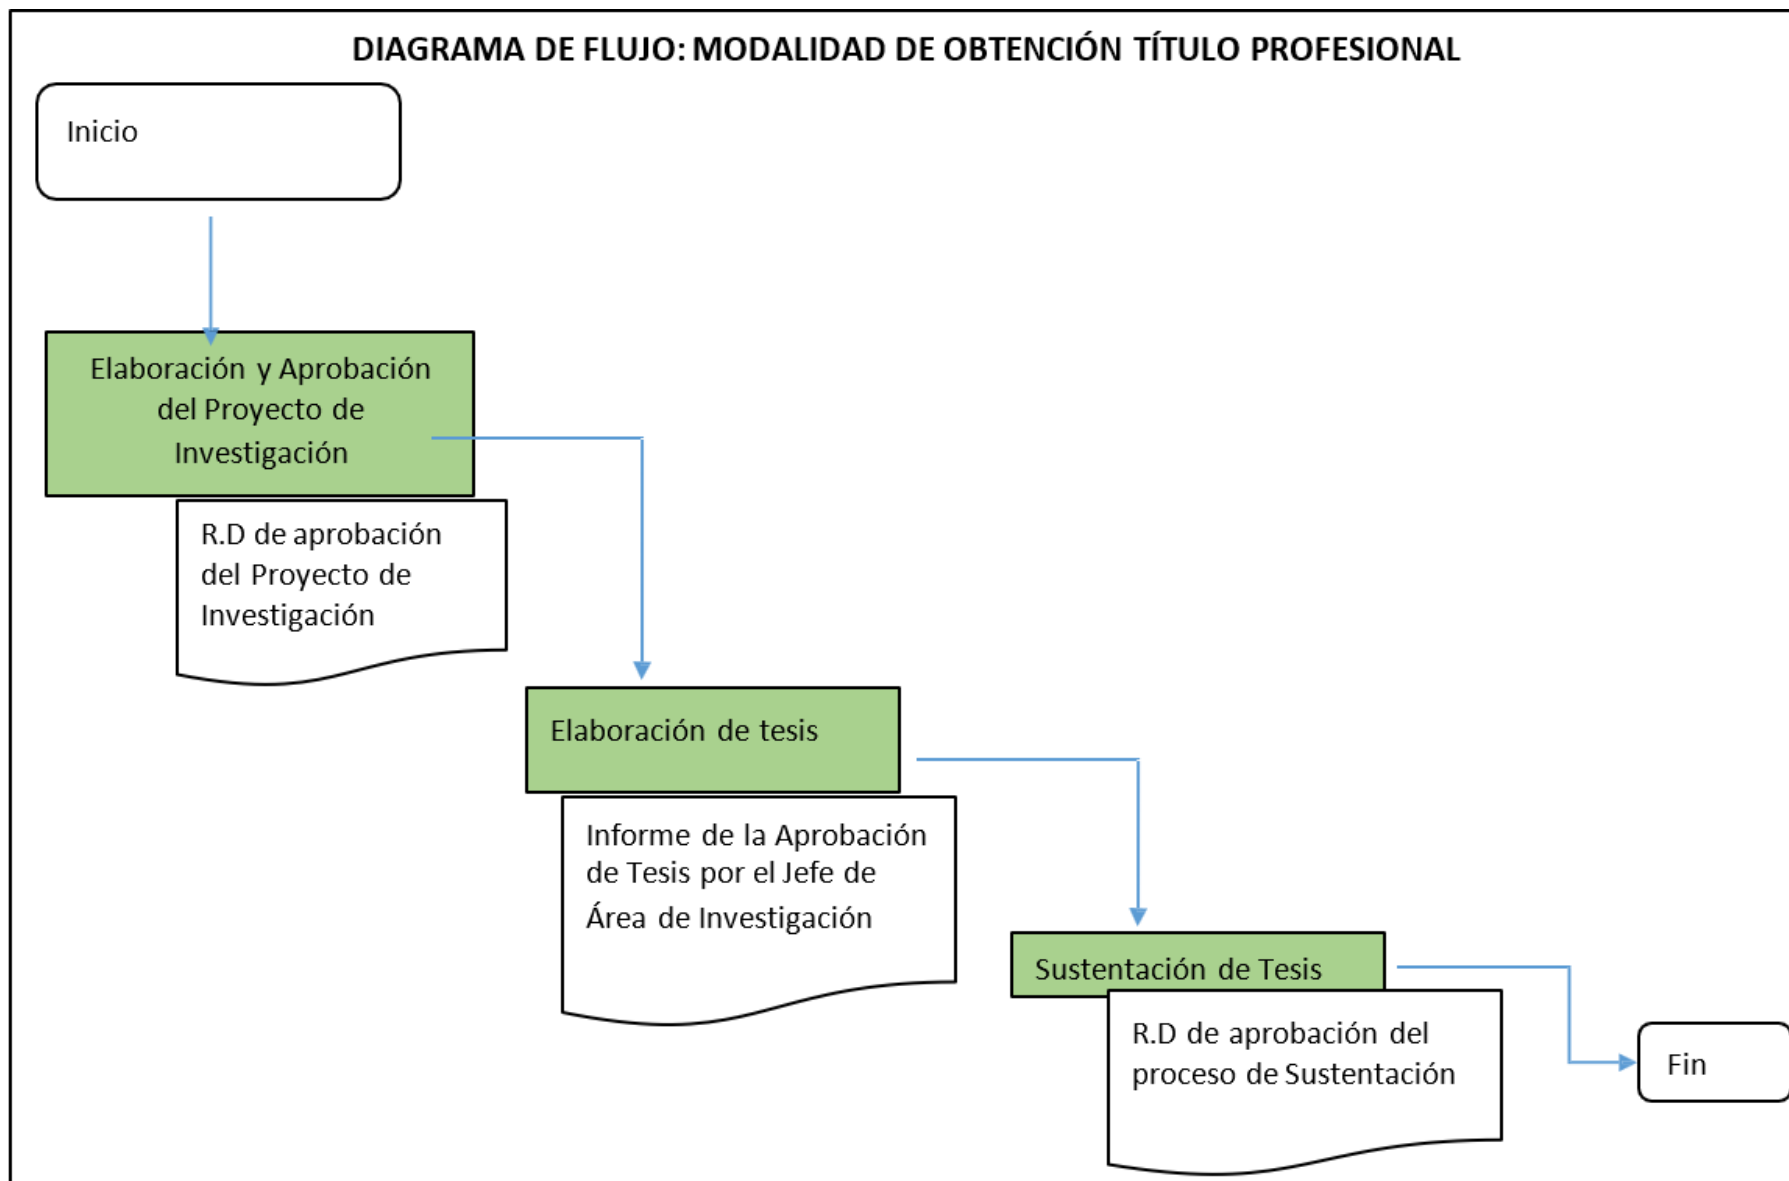 DIAGRAMA DE FLUJO: MODALIDAD DE OBTENCIÓN TÍTULO PROFESIONAL
Inicio
Elaboración y Aprobación
del Proyecto de
Investigación
R.D de aprobación
del Proyecto de
Investigación
Elaboración de tesis
Informe de la Aprobación
de Tesis por el Jefe de
Área de Investigación
Sustentación de Tesis
R.D de aprobación del
proceso de Sustentación
Fin